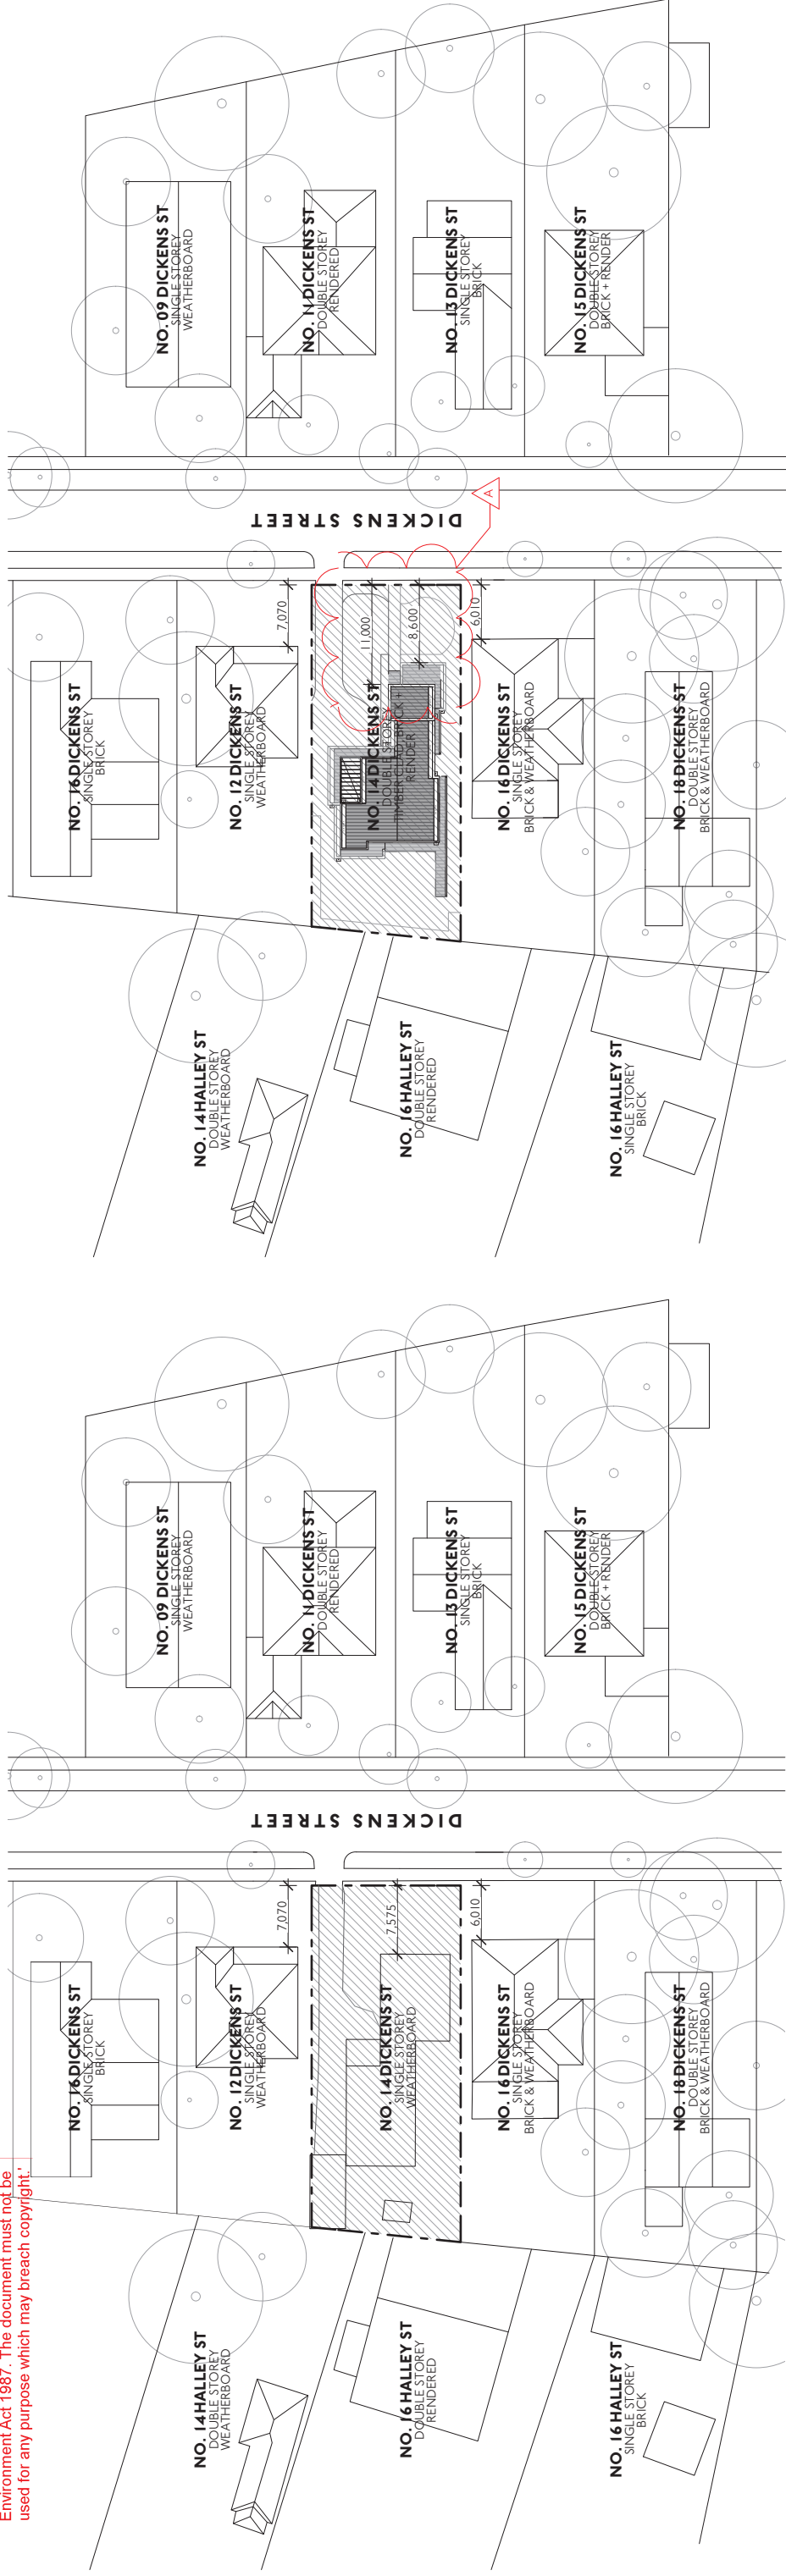 Environment Act 1987. The document must not be
used for any purpose which may breach copyright.'
NO. 16 DICKENS ST
SINGLE STOREY
BRICK
NO. 12 DICKENS ST
SINGLE STOREY
WEATHERBOARD
7,070
NO. 14 DICKENS ST
SINGLE STOREY
WEATHERBOARD
7,575
NO. 16 DICKENS ST
SINGLE STOREY
BRICK & WEATHERBOARD
6,010
NO. 18 DICKENS ST
DOUBLE STOREY
BRICK & WEATHERBOARD
NO. 14 HALLEY ST
DOUBLE STOREY
WEATHERBOARD
NO. 16 HALLEY ST
DOUBLE STOREY
RENDERED
NO. 16 HALLEY ST
SINGLE STOREY
BRICK
DICKENS STREET
NO. 09 DICKENS ST
SINGLE STOREY
WEATHERBOARD
NO. 11 DICKENS ST
DOUBLE STOREY
RENDERED
NO. 13 DICKENS ST
SINGLE STOREY
BRICK
NO. 15 DICKENS ST
DOUBLE STOREY
BRICK + RENDER
NO. 16 DICKENS ST
SINGLE STOREY
BRICK
NO. 12 DICKENS ST
SINGLE STOREY
WEATHERBOARD
7,070
NO. 14 DICKENS ST
DOUBLE STOREY
TIMBER CLAD, BRICK +
RENDER
11,000
8,600
NO. 16 DICKENS ST
SINGLE STOREY
BRICK & WEATHERBOARD
6,010
NO. 18 DICKENS ST
DOUBLE STOREY
BRICK & WEATHERBOARD
NO. 14 HALLEY ST
DOUBLE STOREY
WEATHERBOARD
NO. 16 HALLEY ST
DOUBLE STOREY
RENDERED
NO. 16 HALLEY ST
SINGLE STOREY
BRICK
DICKENS STREET
A
NO. 09 DICKENS ST
SINGLE STOREY
WEATHERBOARD
NO. 11 DICKENS ST
DOUBLE STOREY
RENDERED
NO. 13 DICKENS ST
SINGLE STOREY
BRICK
NO. 15 DICKENS ST
DOUBLE STOREY
BRICK + RENDER